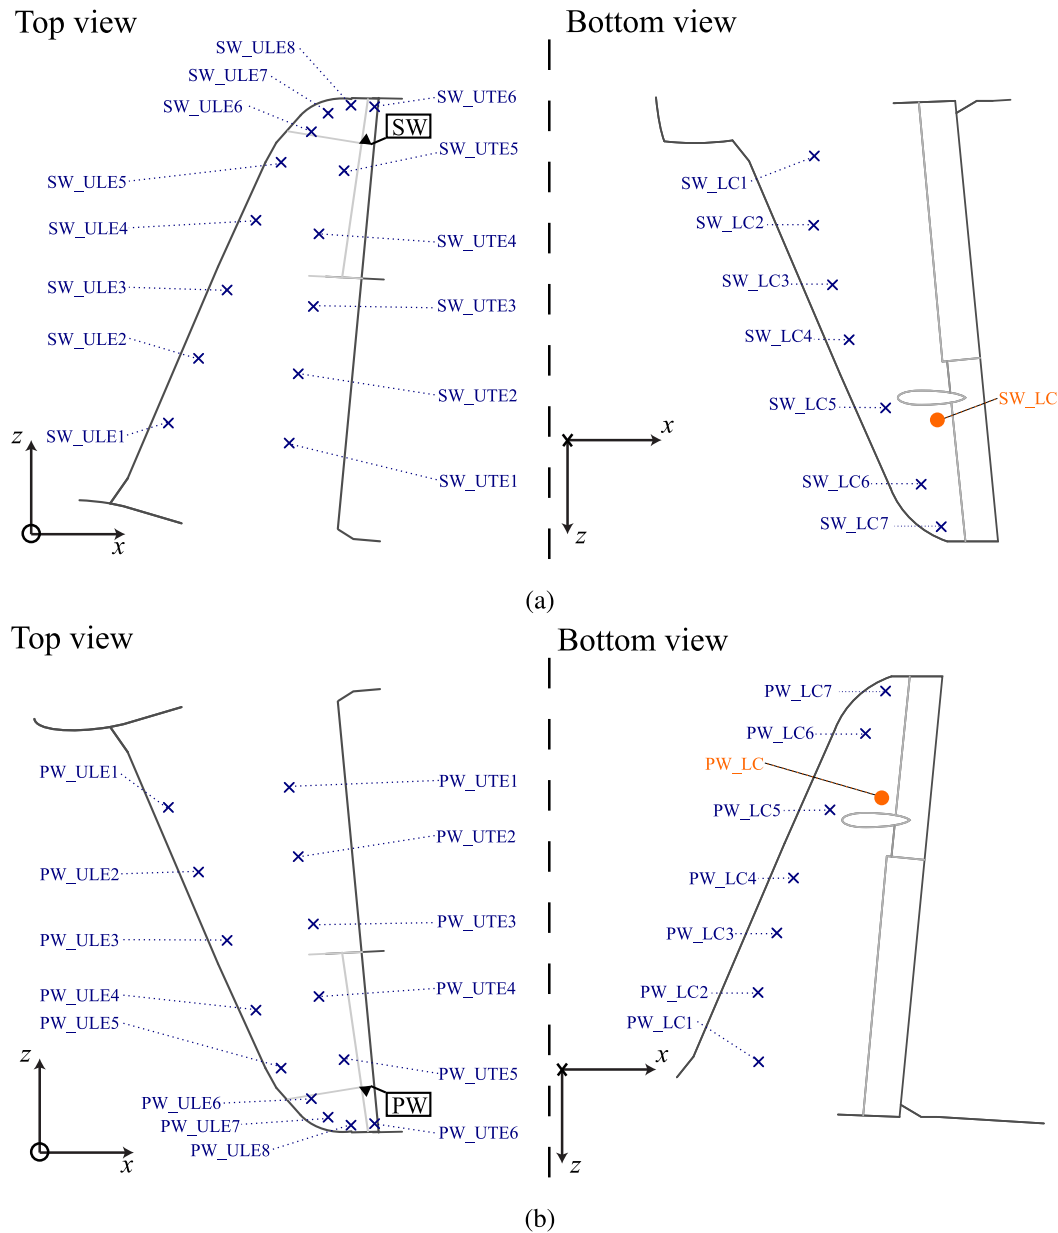 Top view
SW_ULE8
SW_ULE7
SW_ULE6
SW_ULE5
SW_ULE4
SW_ULE3
SW_ULE2
SW_ULE1
SW_UTE6
SW
SW_UTE5
SW_UTE4
SW_UTE3
SW_UTE2
SW_UTE1
z
x
Bottom view
SW_LC1
SW_LC2
SW_LC3
SW_LC4
SW_LC5
SW_LC
SW_LC6
SW_LC7
x
z
(a)
Top view
PW_ULE1
PW_ULE2
PW_ULE3
PW_ULE4
PW_ULE5
PW_ULE6
PW_ULE7
PW_ULE8
PW_UTE1
PW_UTE2
PW_UTE3
PW_UTE4
PW_UTE5
PW
PW_UTE6
z
x
Bottom view
PW_LC7
PW_LC6
PW_LC
PW_LC5
PW_LC4
PW_LC3
PW_LC2
PW_LC1
x
z
(b)